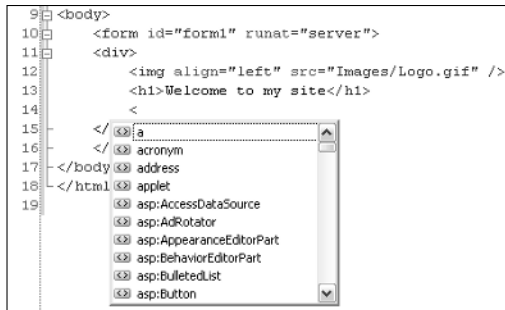 9 <body>
10 <form id="form1" runat="server">
11 <div>
12 <img align="left" src="Images/Logo.gif" />
13 <h1>Welcome to my site</h1>
14 <
15 </ <> a
16 </ <> acronym
17 </body <> address
18 </html <> applet
19 <> asp:AccessDataSource
<> asp:AdRotator
<> asp:AppearanceEditorPart
<> asp:BehaviorEditorPart
<> asp:BulletedList
<> asp:Button